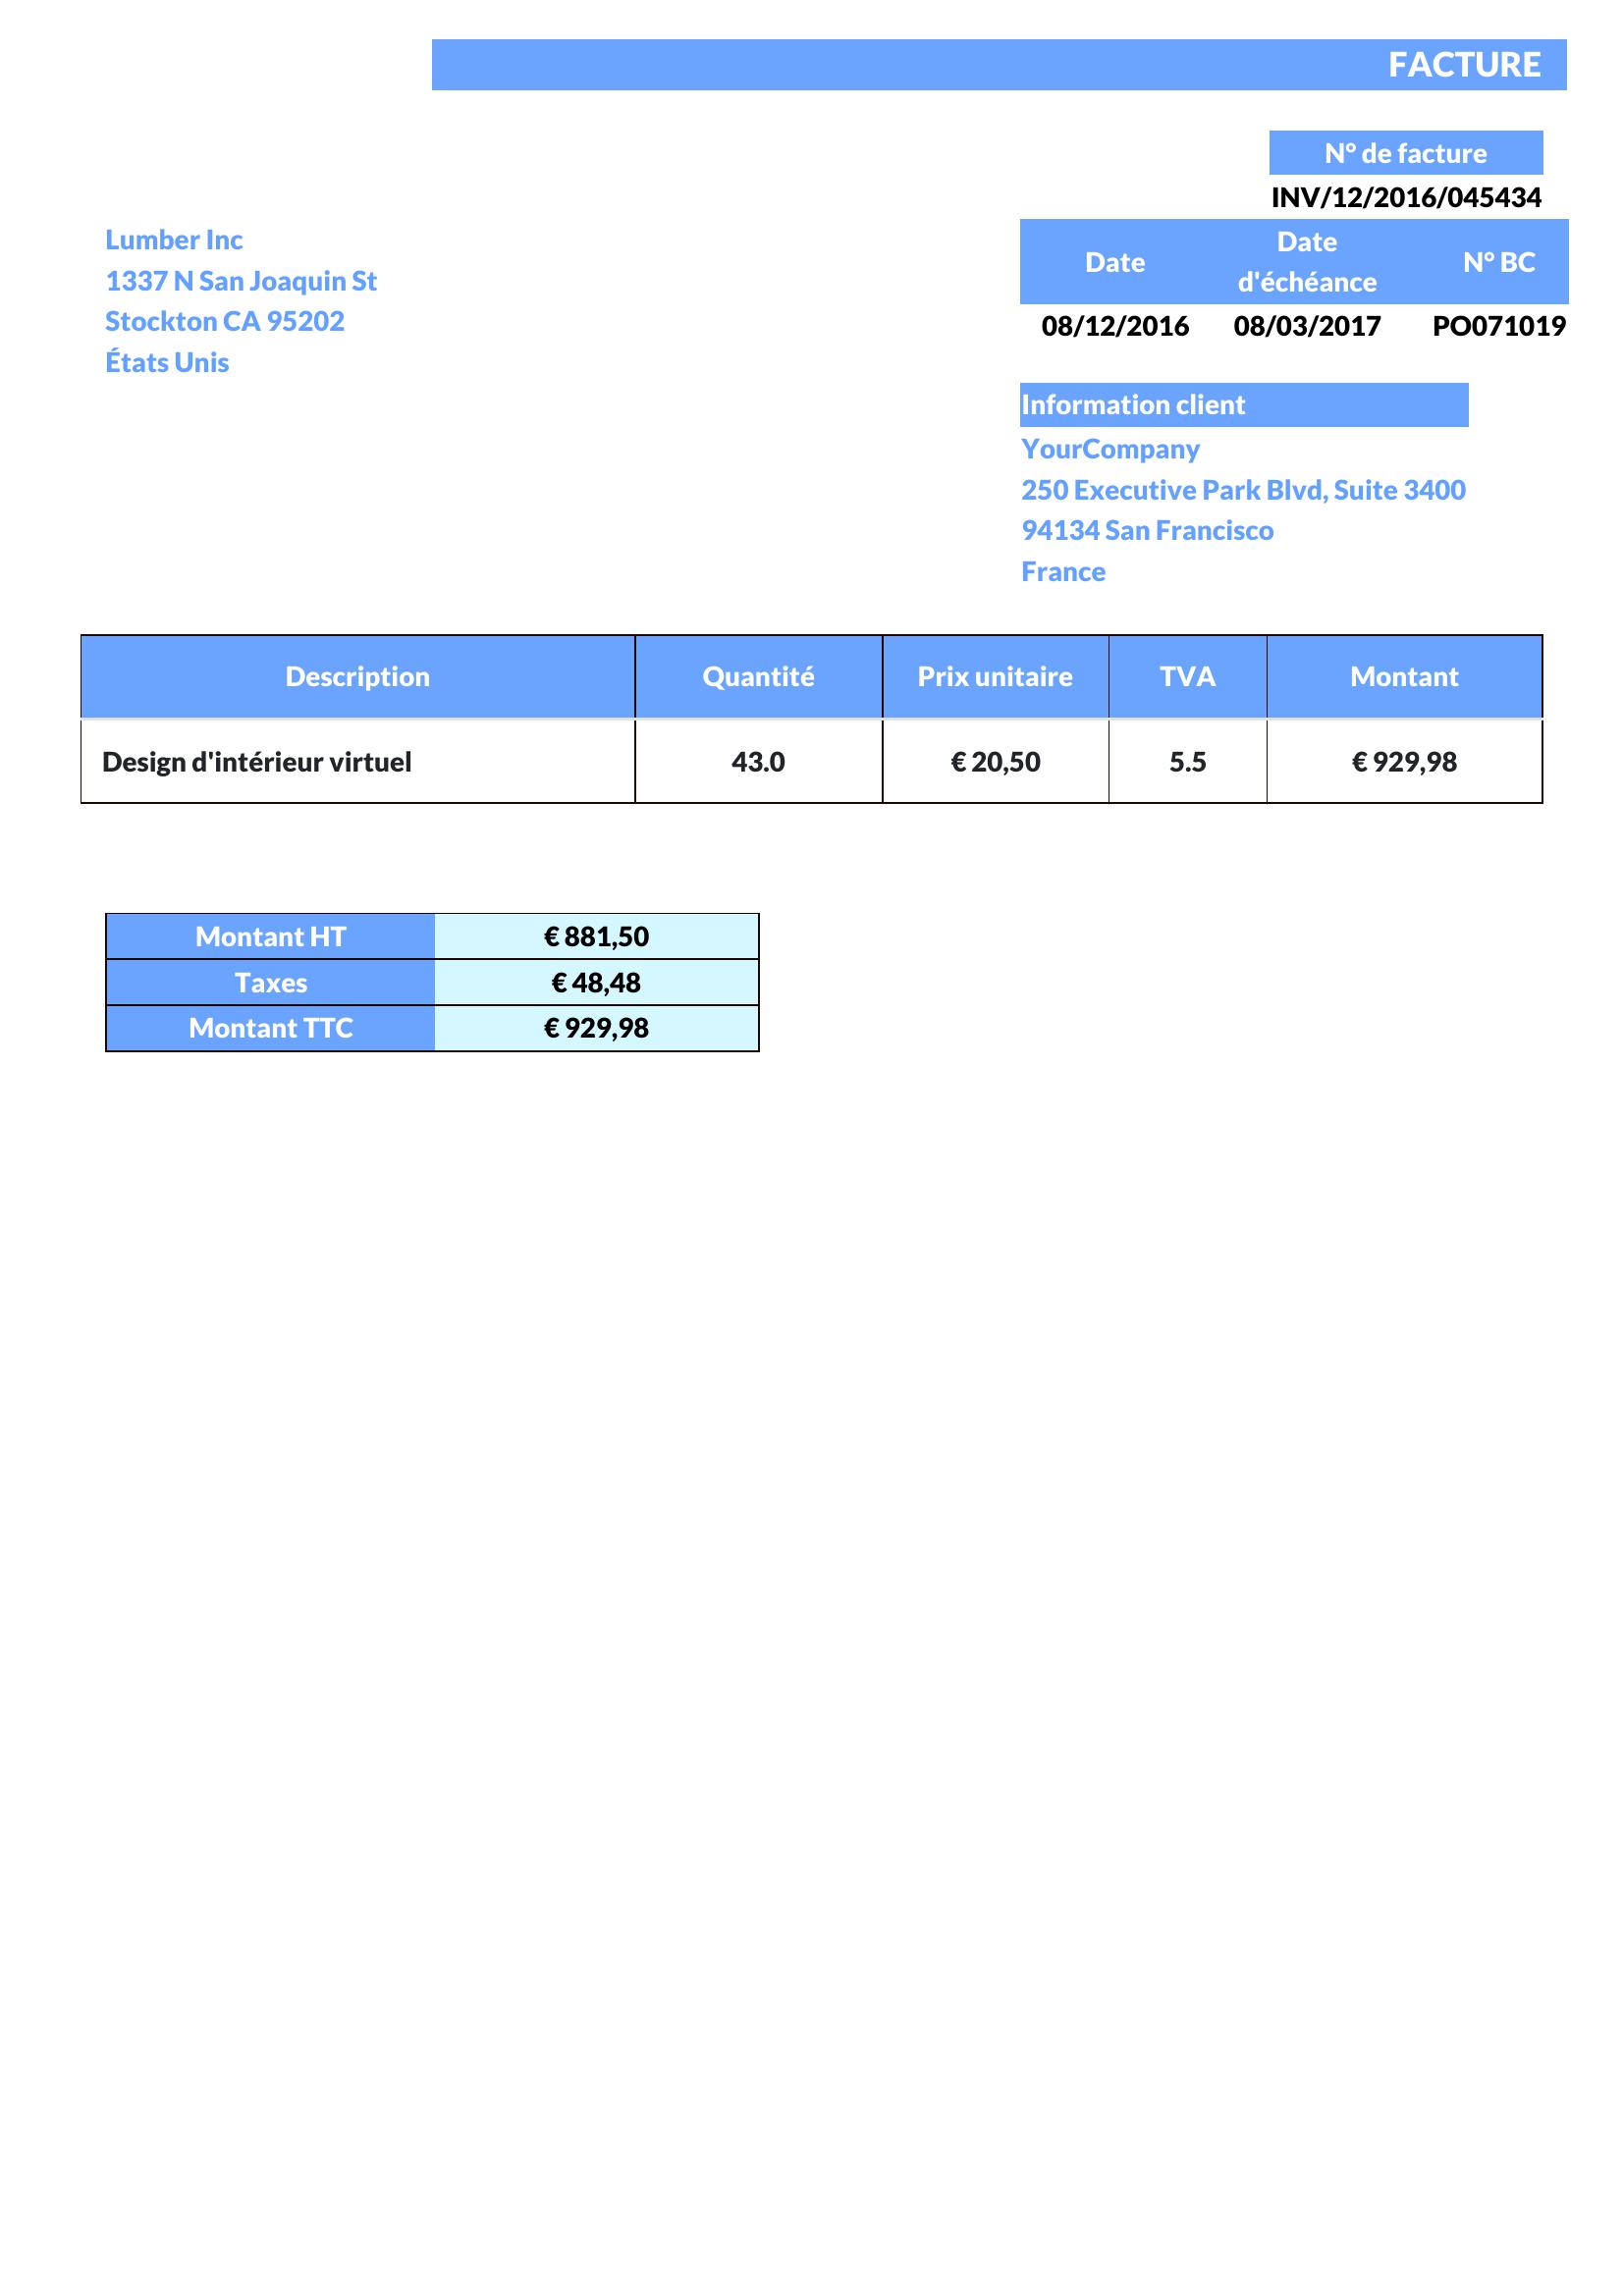 FACTURE
N° de facture
INV/12/2016/045434
Lumber Inc
1337 N San Joaquin St
Stockton CA 95202
États Unis
Date Date d'échéance N° BC
08/12/2016 08/03/2017 PO071019
Information client
YourCompany
250 Executive Park Blvd, Suite 3400
94134 San Francisco
France
Description Quantité Prix unitaire TVA Montant
Design d'intérieur virtuel 43.0 € 20,50 5.5 € 929,98
Montant HT € 881,50
Taxes € 48,48
Montant TTC € 929,98